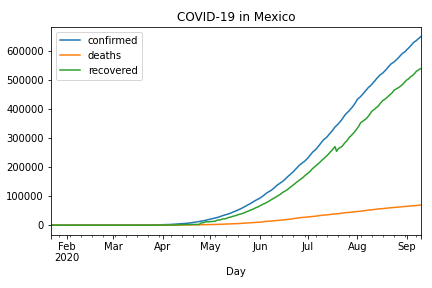 COVID-19 in Mexico
confirmed
deaths
recovered
600000
500000
400000
300000
200000
100000
0
Feb Mar Apr May Jun Jul Aug Sep
2020
Day